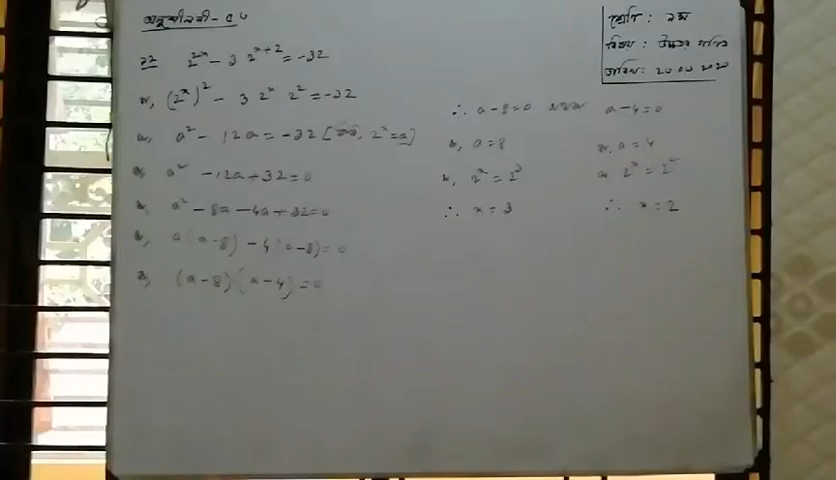 অনুশীলনী - ৫.৬
শ্রেণি : ৯ম
বিষয় : উচ্চতর গণিত
তারিখ:
2^2x - 3 2^x+2 = -32
বা, (2^x)^2 - 3 2^x 2^2 = -32
বা, a^2 - 12a = -32 [ধরি, 2^x = a]
বা, a^2 - 12a + 32 = 0
বা, a^2 - 8a - 4a + 32 = 0
বা, a(a-8) - 4(a-8) = 0
বা, (a-8)(a-4) = 0
∴ a - 8 = 0 অথবা a - 4 = 0
বা, a = 8 বা, a = 4
বা, 2^x = 2^3 বা, 2^x = 2^2
∴ x = 3 ∴ x = 2